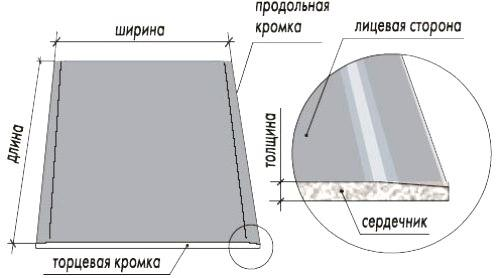 продольная
кромка
ширина
лицевая сторона
длина
толщина
сердечник
торцевая кромка